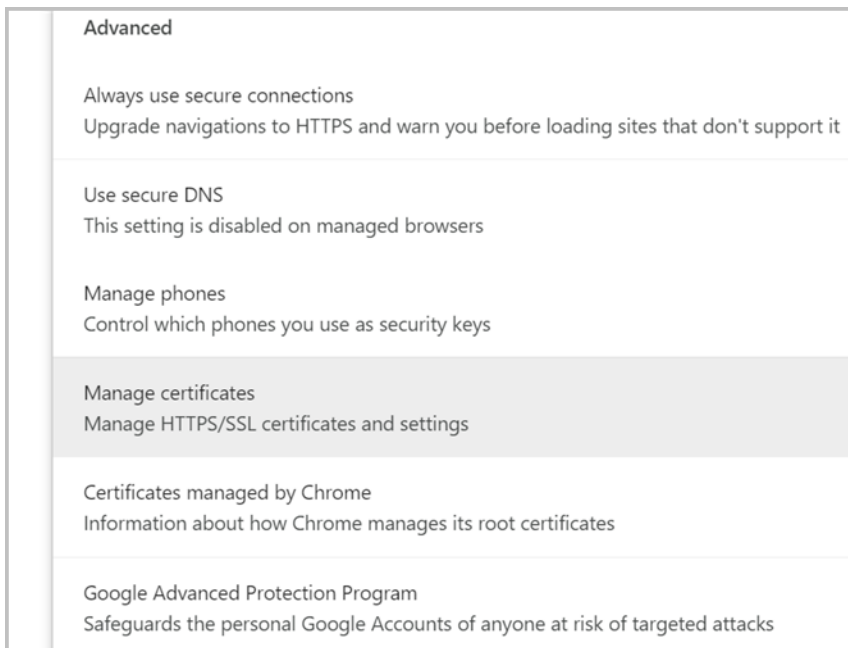 Advanced
Always use secure connections
Upgrade navigations to HTTPS and warn you before loading sites that don't support it
Use secure DNS
This setting is disabled on managed browsers
Manage phones
Control which phones you use as security keys
Manage certificates
Manage HTTPS/SSL certificates and settings
Certificates managed by Chrome
Information about how Chrome manages its root certificates
Google Advanced Protection Program
Safeguards the personal Google Accounts of anyone at risk of targeted attacks